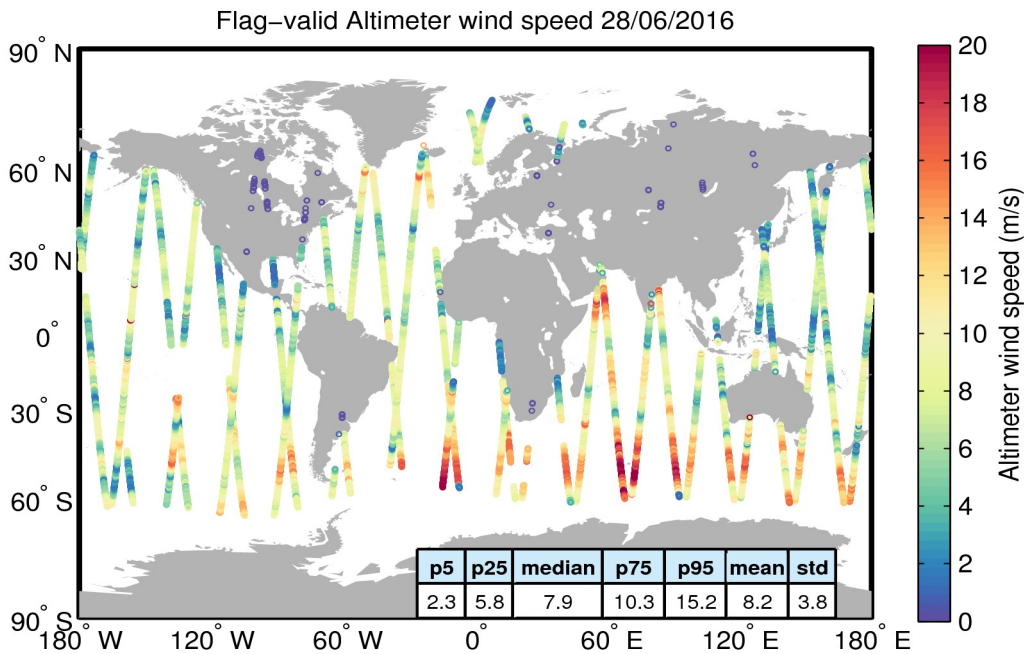 Flag−valid Altimeter wind speed 28/06/2016
90° N
60° N
30° N
0°
30° S
60° S
90° S
180° W
120° W
60° W
0°
60° E
120° E
180° E
p5 p25 median p75 p95 mean std
2.3 5.8 7.9 10.3 15.2 8.2 3.8
20
18
16
14
12
10
8
6
4
2
0
Altimeter wind speed (m/s)